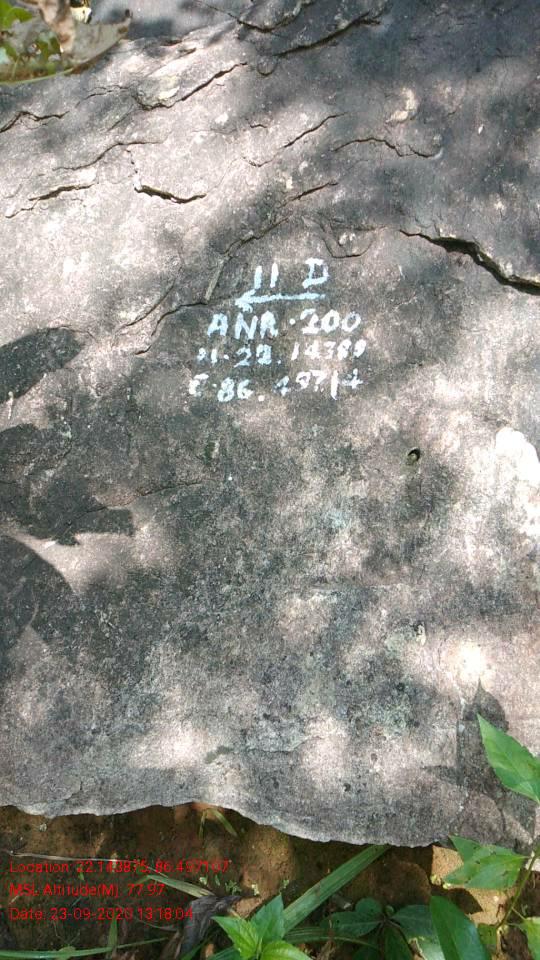 11 D
ANR·200
N·22.14389
E·86.49714
Location: 22.143875, 86.497197
MSL Altitude(M): 77.97
Date: 23-09-2020 13:18:04